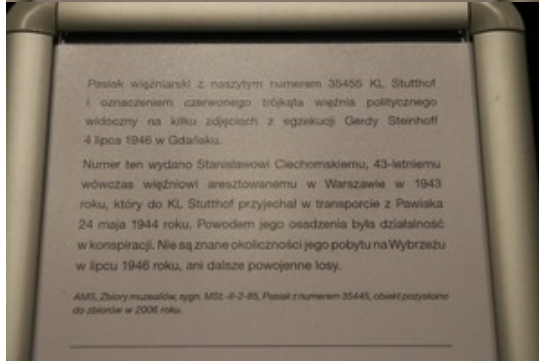 Pasiak więźniarski z naszytym numerem 35456 KL Stutthof
i oznaczeniem czerwonego trójkąta więźnia politycznego
widoczny na kilku zdjęciach z egzekucji Gerdy Steinhoff
4 lipca 1946 w Gdańsku.
Numer ten wydano Stanisławowi Ciechomskiemu, 43-letniemu
wówczas więźniowi aresztowanemu w Warszawie w 1943
roku, który do KL Stutthof przyjechał w transporcie z Pawiaka
24 maja 1944 roku. Powodem jego osadzenia była działalność
w konspiracji. Nie są znane okoliczności jego pobytu na Wybrzeżu
w lipcu 1946 roku, ani dalsze powojenne losy.
AMS, Zbiory muzealiów, sygn. MSt.-II-2-85, Pasiak z numerem 35445, obiekt pozyskano
do zbiorów w 2006 roku.